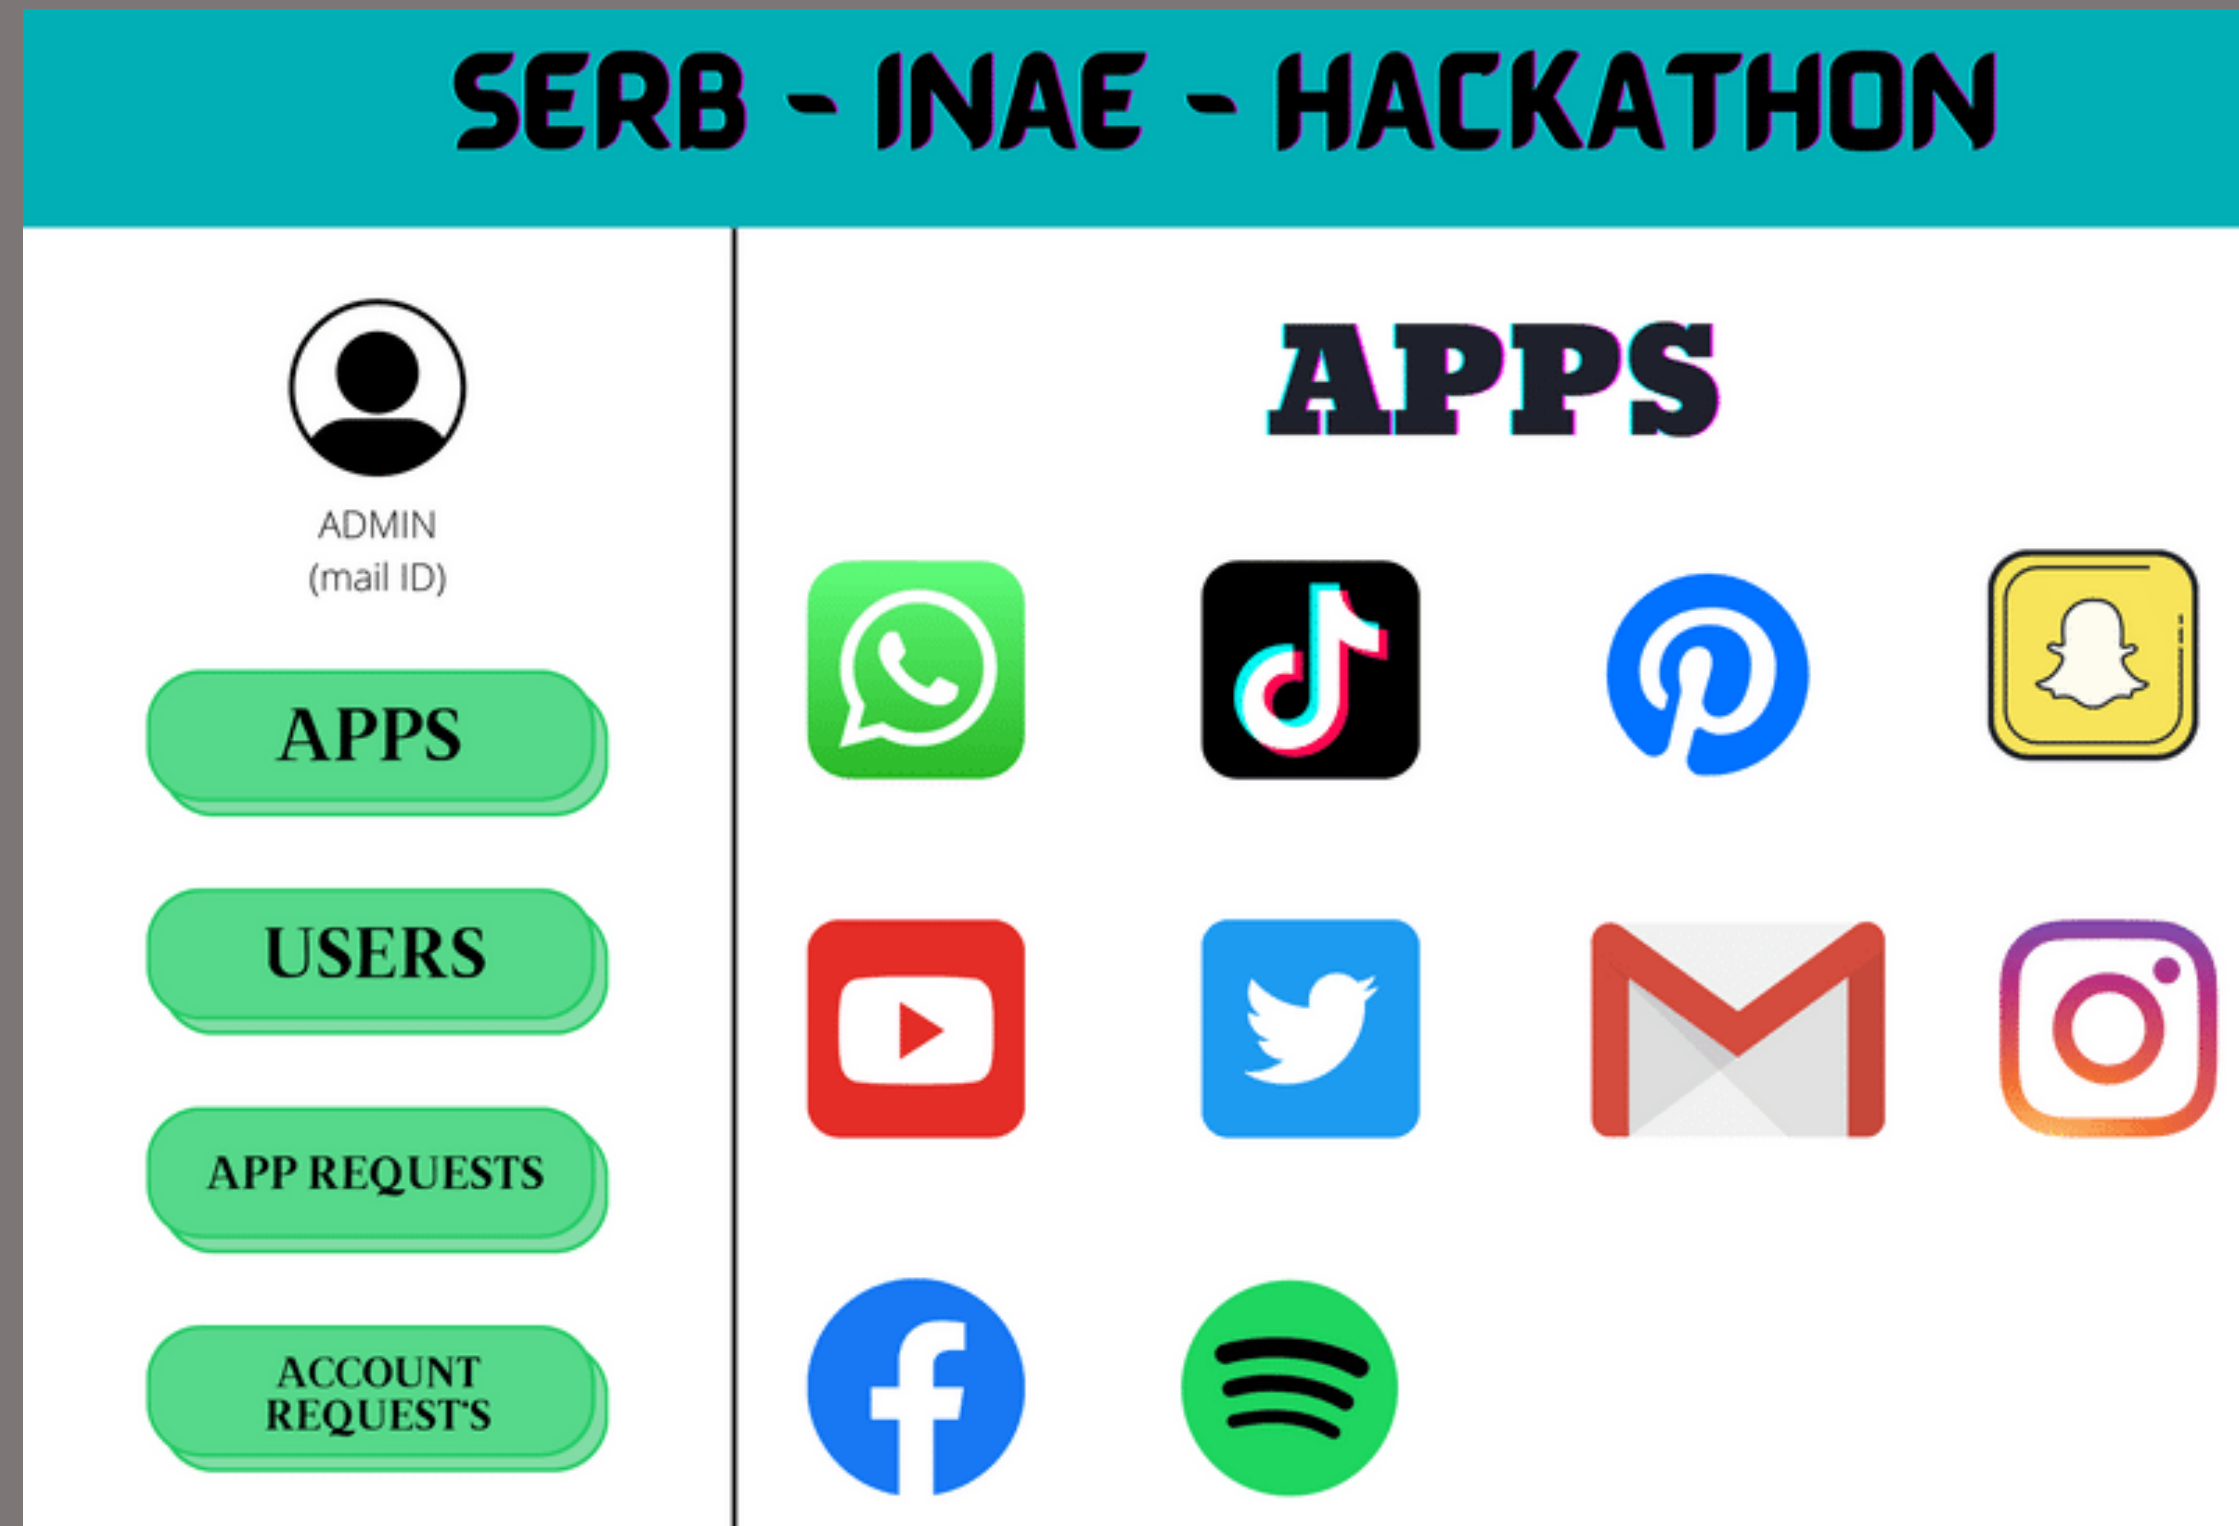 SERB - INAE - HACKATHON
ADMIN
(mail ID)
APPS
USERS
APP REQUESTS
ACCOUNT
REQUEST'S
APPS